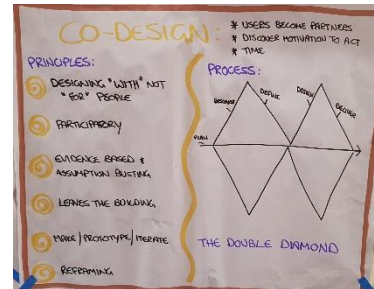 CO-DESIGN:
* USERS BECOME PARTNERS
* DISCOVER MOTIVATION TO ACT
* TIME
PRINCIPLES:
DESIGNING "WITH" NOT
"FOR" PEOPLE
PARTICIPATORY
EVIDENCE BASED &
ASSUMPTION BUSTING
LEAVES THE BUILDING
MAKE/PROTOTYPE/ITERATE
REFRAMING
PROCESS:
PLAN
DISCOVER
DEFINE
DESIGN
DELIVER
THE DOUBLE DIAMOND